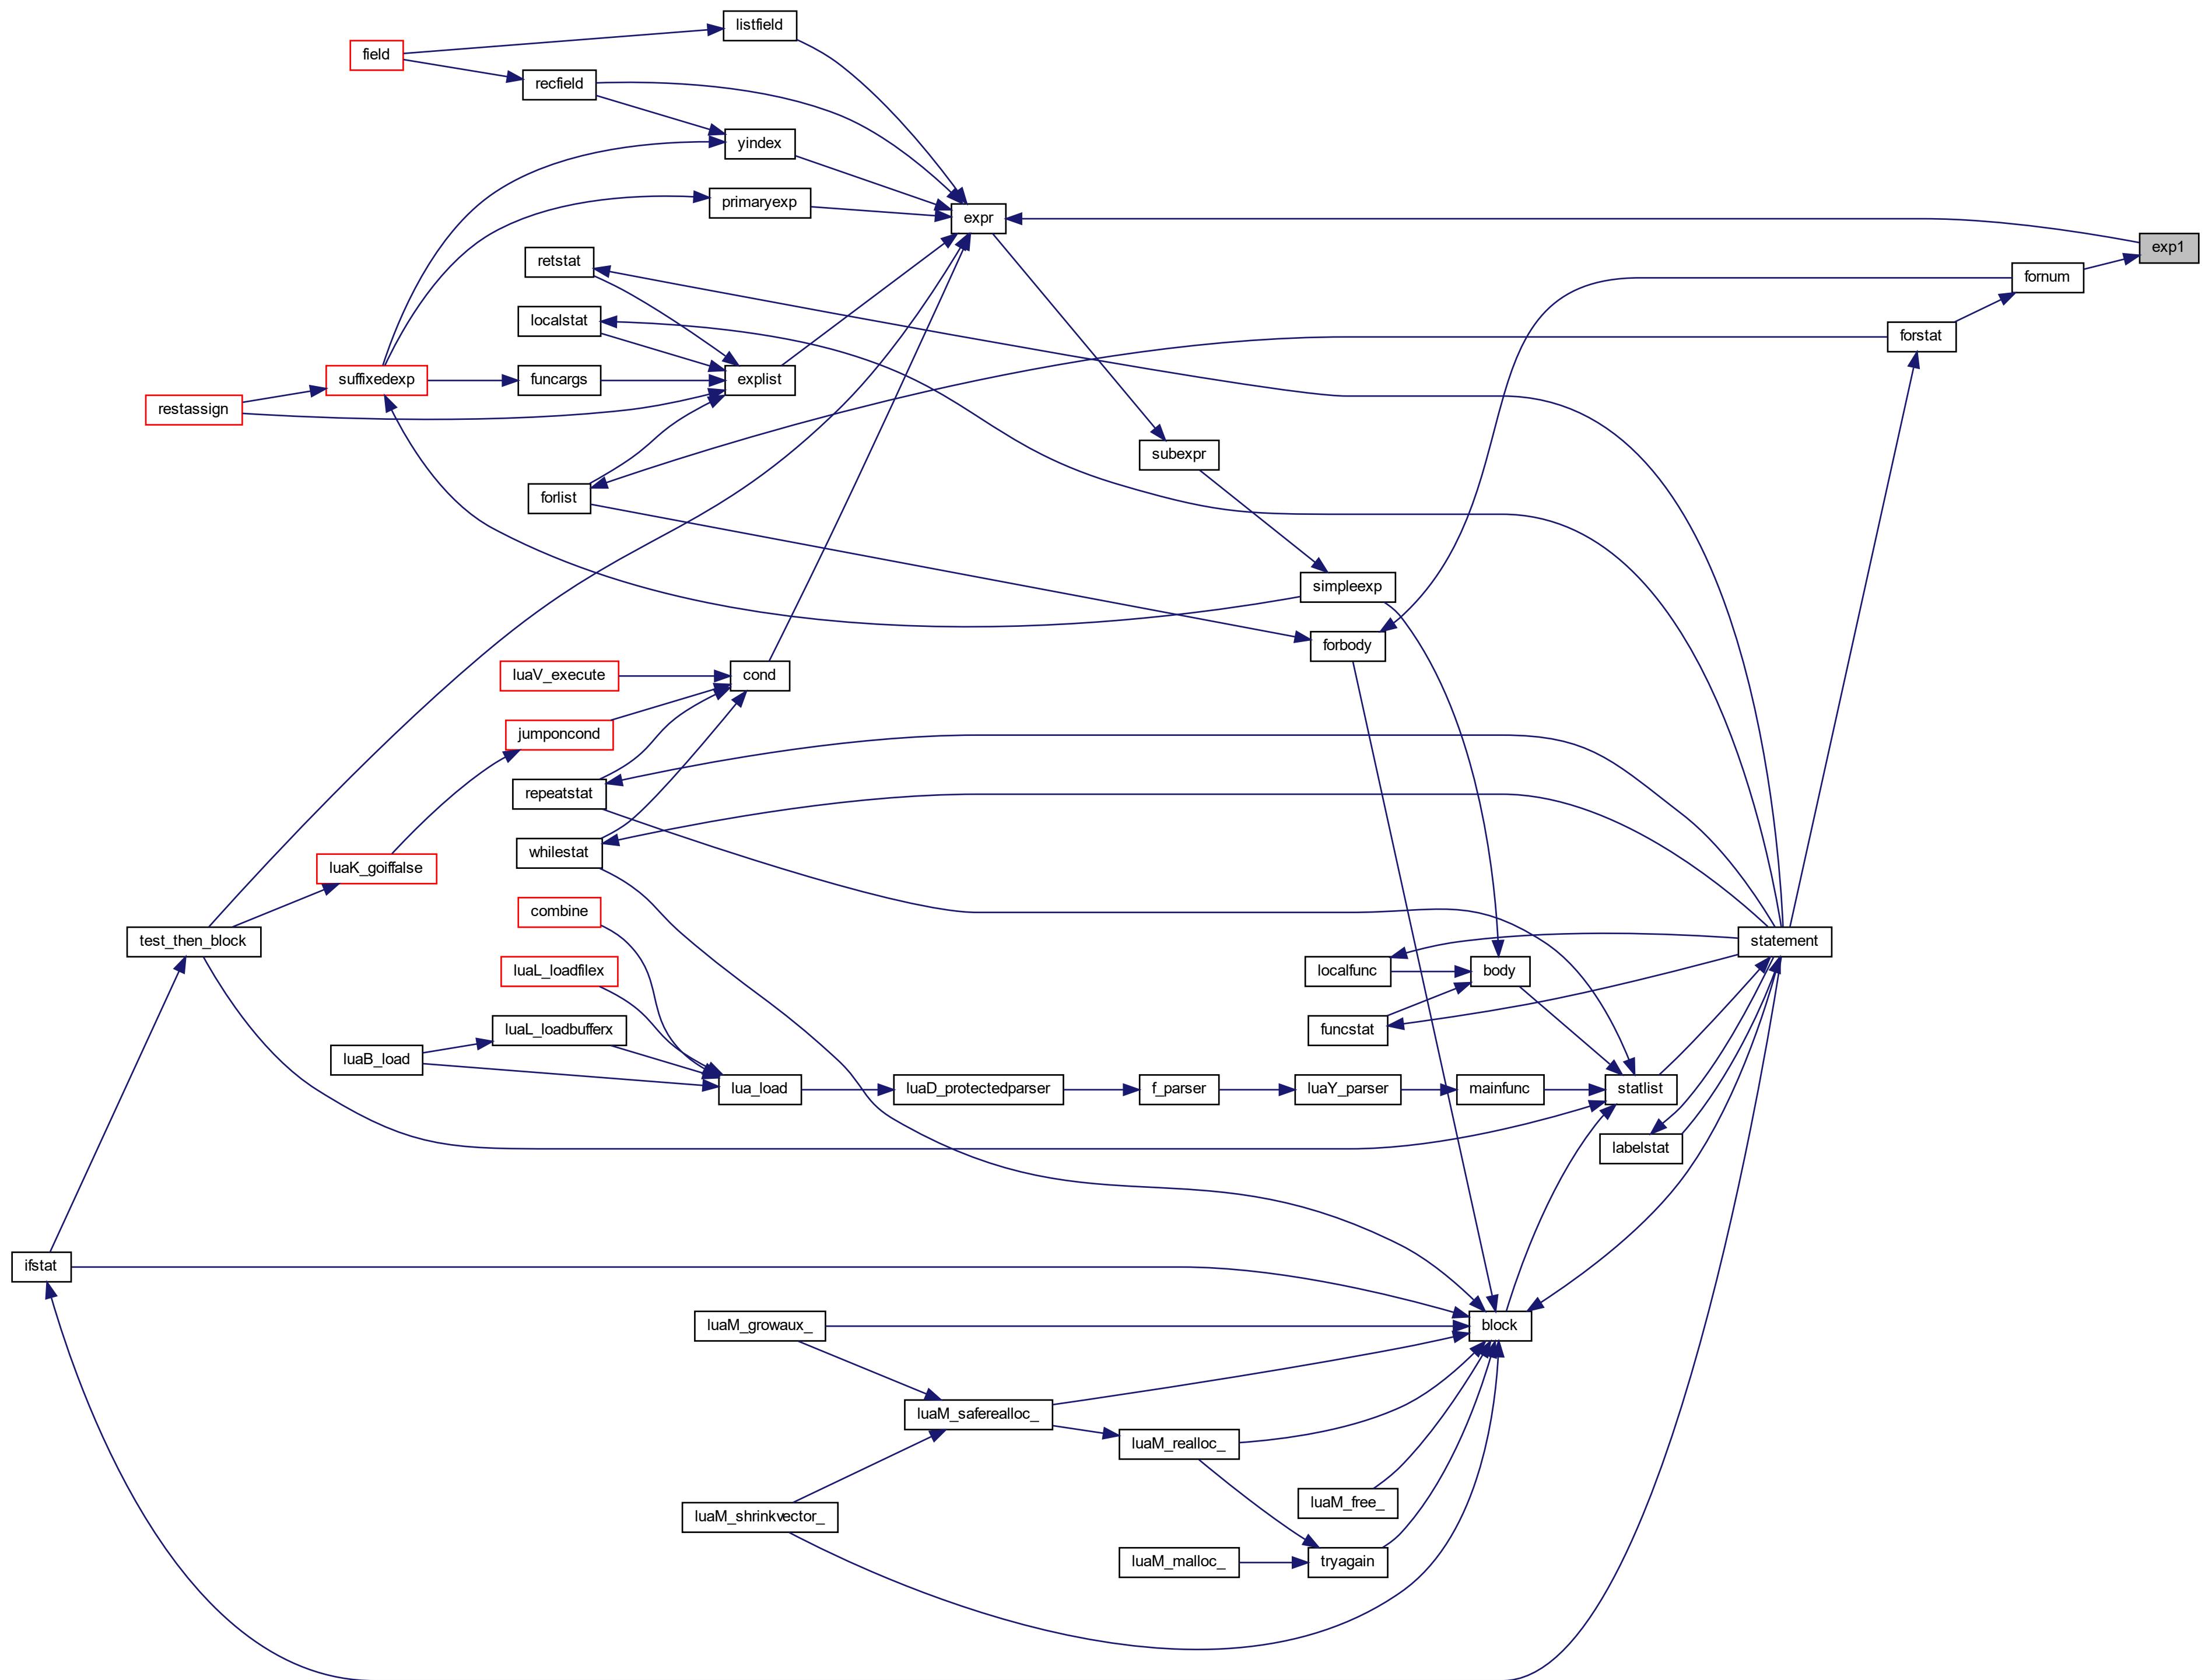 listfield
field
recfield
yindex
primaryexp
expr
exp1
retstat
fornum
localstat
forstat
suffixedexp
funcargs
explist
restassign
subexpr
forlist
simpleexp
forbody
luaV_execute
cond
jumponcond
repeatstat
whilestat
luaK_goiffalse
combine
test_then_block
statement
luaL_loadfilex
localfunc
body
luaL_loadbufferx
funcstat
luaB_load
lua_load
luaD_protectedparser
f_parser
luaY_parser
mainfunc
statlist
labelstat
ifstat
luaM_growaux_
block
luaM_saferealloc_
luaM_realloc_
luaM_free_
luaM_shrinkvector_
luaM_malloc_
tryagain